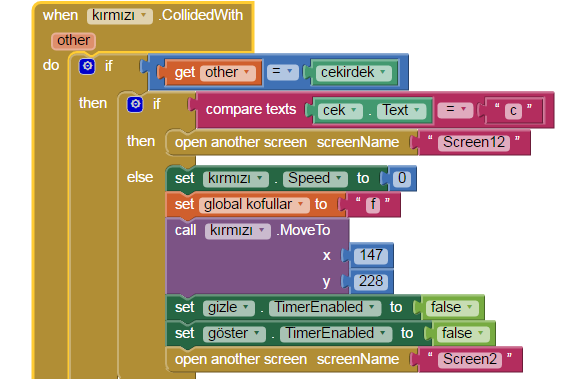 when kırmızı .CollidedWith
other
do if get other = cekirdek
then if compare texts cek . Text = " c "
then open another screen screenName " Screen12 "
else set kırmızı . Speed to 0
set global kofullar to " f "
call kırmızı .MoveTo
x 147
y 228
set gizle . TimerEnabled to false
set göster . TimerEnabled to false
open another screen screenName " Screen2 "